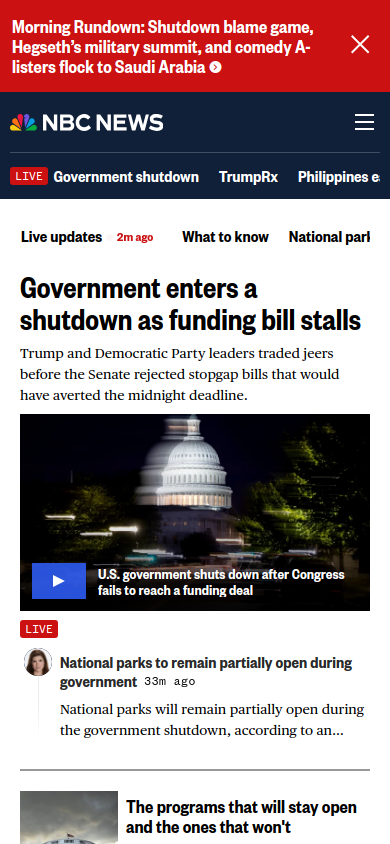 Morning Rundown: Shutdown blame game,
Hegseth's military summit, and comedy A-
listers flock to Saudi Arabia
NBC NEWS
LIVE Government shutdown TrumpRx Philippines
Live updates 2m ago What to know National park
Government enters a
shutdown as funding bill stalls
Trump and Democratic Party leaders traded jeers
before the Senate rejected stopgap bills that would
have averted the midnight deadline.
U.S. government shuts down after Congress
fails to reach a funding deal
LIVE
National parks to remain partially open during
government 33m ago
National parks will remain partially open during
the government shutdown, according to an...
The programs that will stay open
and the ones that won't